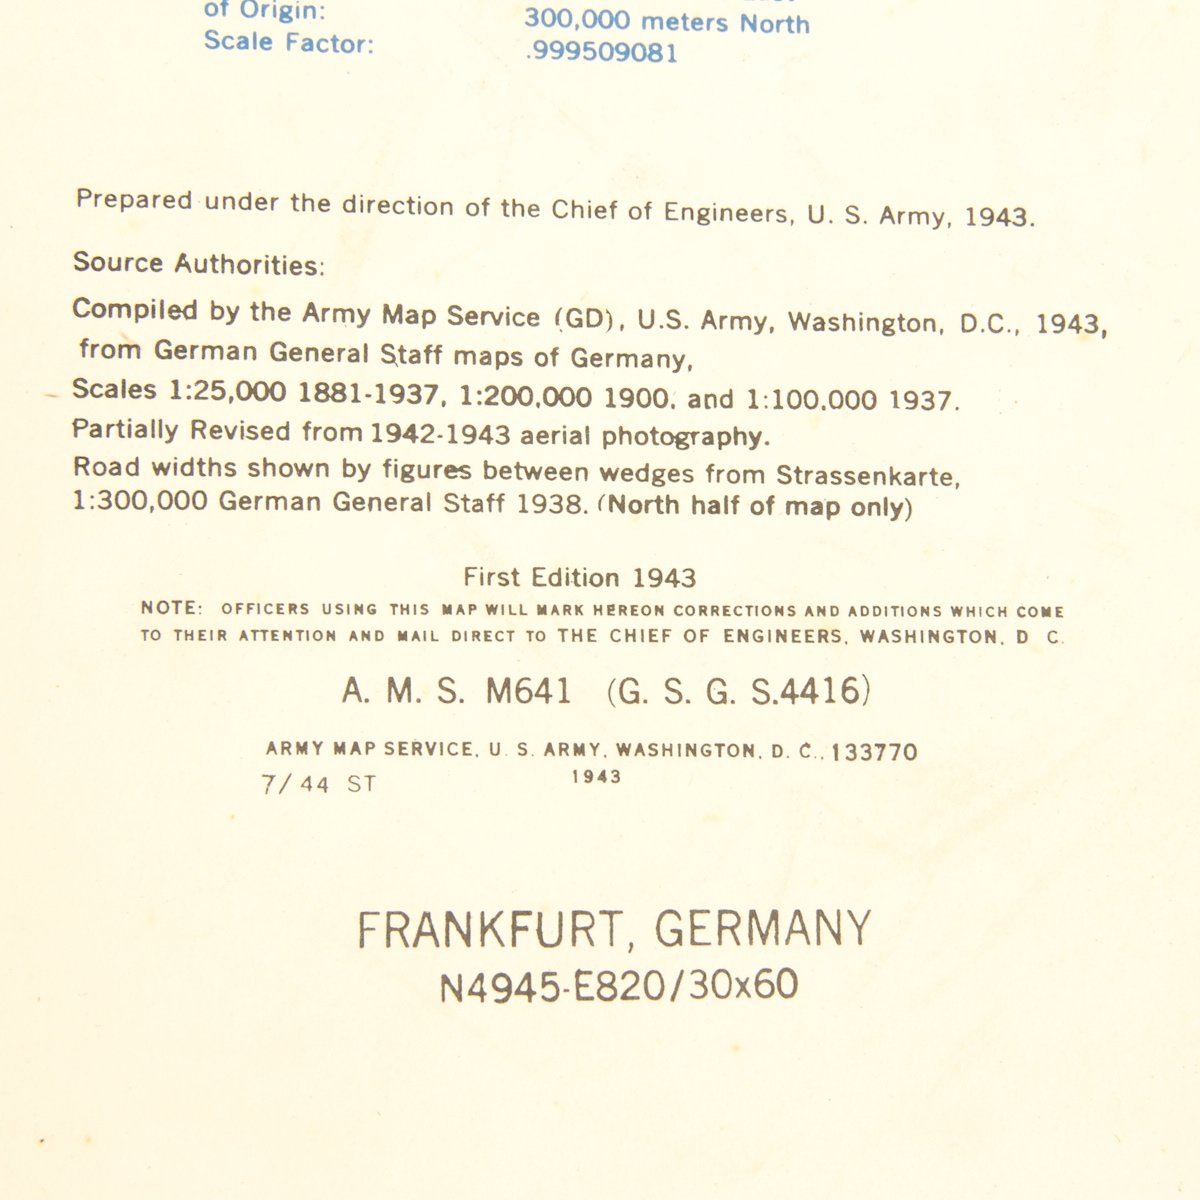 of Origin:
300,000 meters North
Scale Factor:
.999509081
Prepared under the direction of the Chief of Engineers, U. S. Army, 1943.
Source Authorities:
Compiled by the Army Map Service (GD), U.S. Army, Washington, D.C., 1943,
from German General Staff maps of Germany,
Scales 1:25,000 1881-1937, 1:200,000 1900, and 1:100,000 1937.
Partially Revised from 1942-1943 aerial photography.
Road widths shown by figures between wedges from Strassenkarte,
1:300,000 German General Staff 1938. (North half of map only)
First Edition 1943
NOTE: OFFICERS USING THIS MAP WILL MARK HEREON CORRECTIONS AND ADDITIONS WHICH COME
TO THEIR ATTENTION AND MAIL DIRECT TO THE CHIEF OF ENGINEERS, WASHINGTON, D C.
A. M. S. M641 (G. S. G. S.4416)
ARMY MAP SERVICE, U. S. ARMY, WASHINGTON, D. C., 133770
7/44 ST
1943
FRANKFURT, GERMANY
N4945-E820/30x60